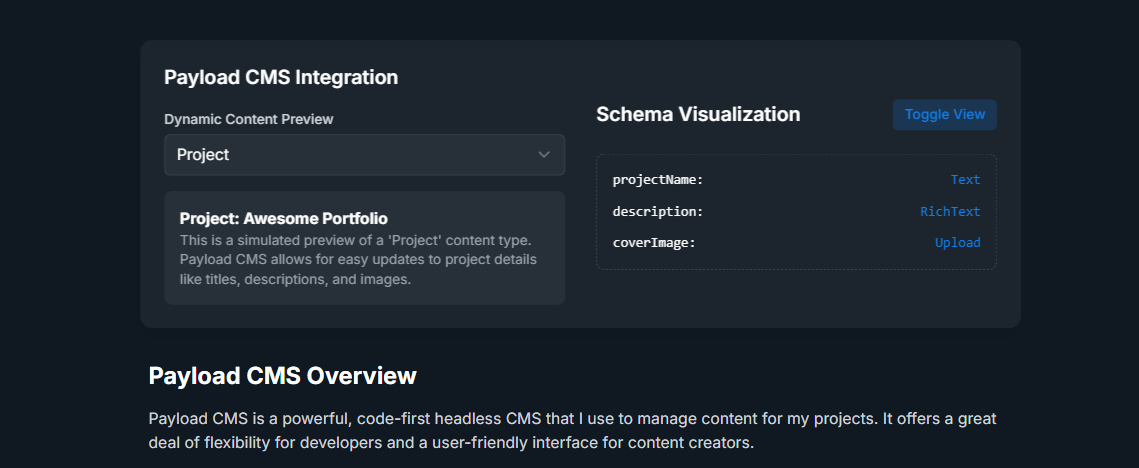 Payload CMS Integration
Dynamic Content Preview
Project
Project: Awesome Portfolio
This is a simulated preview of a 'Project' content type.
Payload CMS allows for easy updates to project details
like titles, descriptions, and images.
Schema Visualization
Toggle View
projectName: Text
description: RichText
coverImage: Upload
Payload CMS Overview
Payload CMS is a powerful, code-first headless CMS that I use to manage content for my projects. It offers a great
deal of flexibility for developers and a user-friendly interface for content creators.